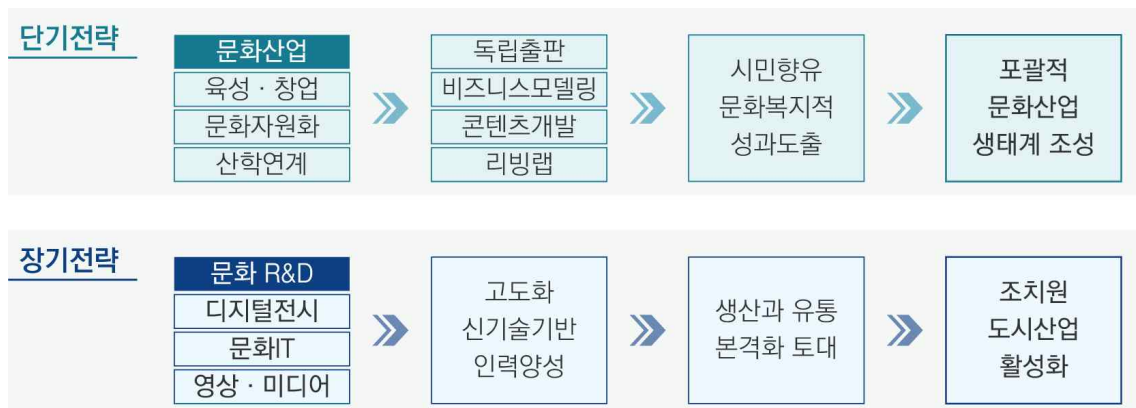 단기전략
문화산업
육성 · 창업
문화자원화
산학연계
독립출판
비즈니스모델링
콘텐츠개발
리빙랩
시민향유
문화복지적
성과도출
포괄적
문화산업
생태계 조성
장기전략
문화 R&D
디지털전시
문화IT
영상 · 미디어
고도화
신기술기반
인력양성
생산과 유통
본격화 토대
조치원
도시산업
활성화